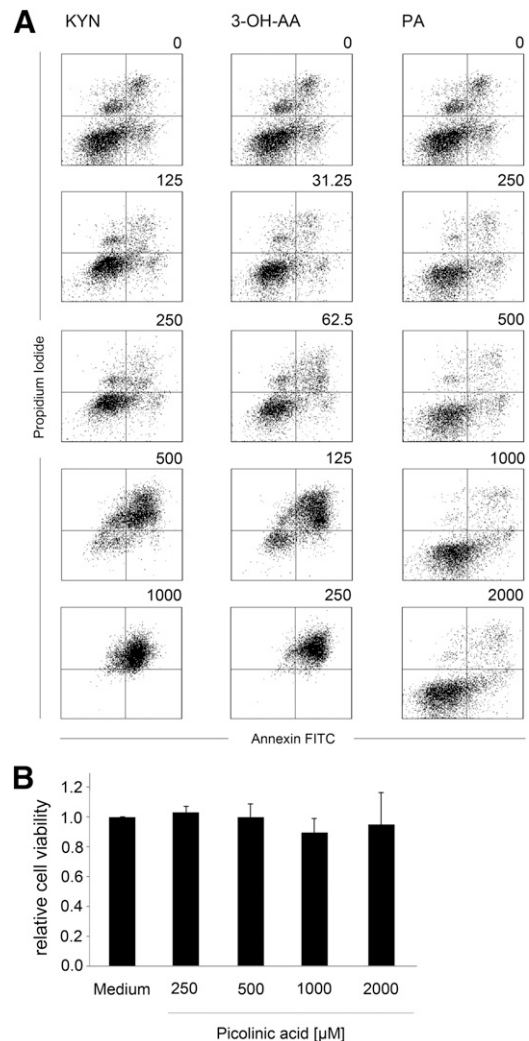 A
KYN 3-OH-AA PA
0 0 0
125 31.25 250
250 62.5 500
500 125 1000
1000 250 2000
Propidium Iodide
Annexin FITC
B
relative cell viability
1.2
1.0
0.8
0.6
0.4
0.2
0.0
Medium 250 500 1000 2000
Picolinic acid [µM]